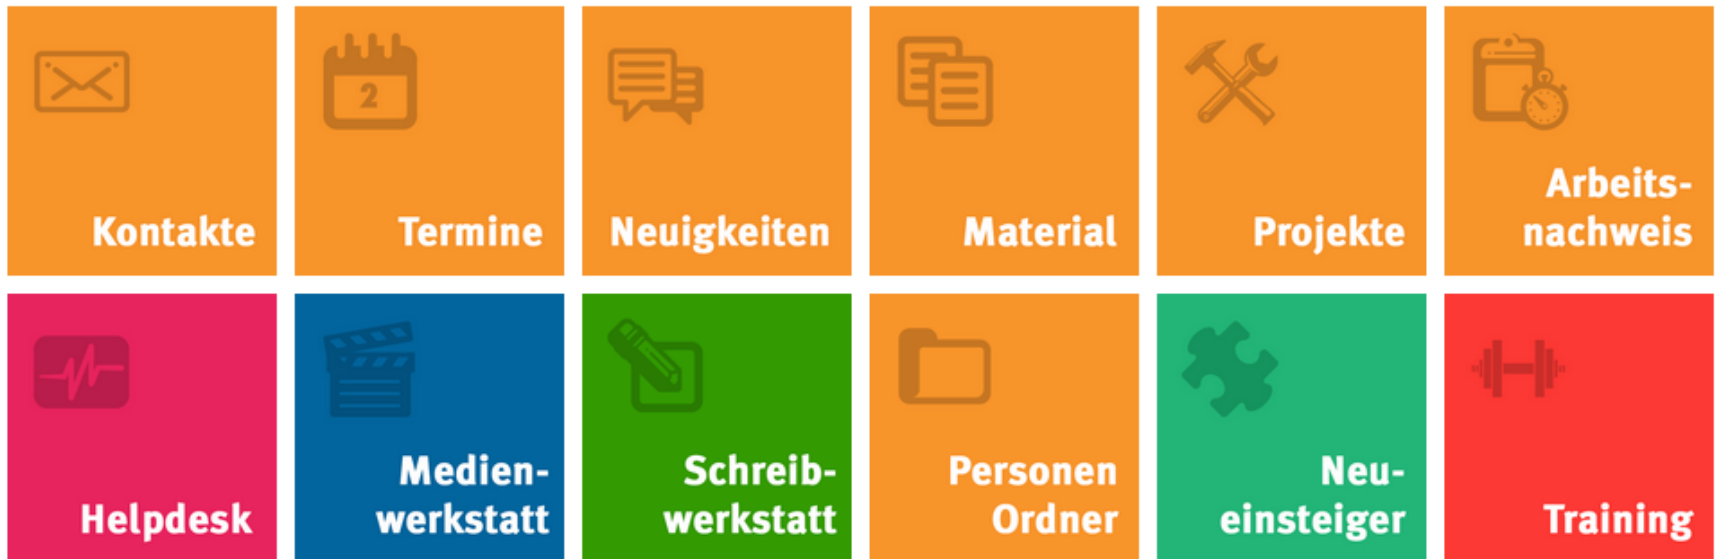 2
Kontakte
Termine
Neuigkeiten
Material
Projekte
Arbeits-
nachweis
Helpdesk
Medien-
werkstatt
Schreib-
werkstatt
Personen
Ordner
Neu-
einsteiger
Training